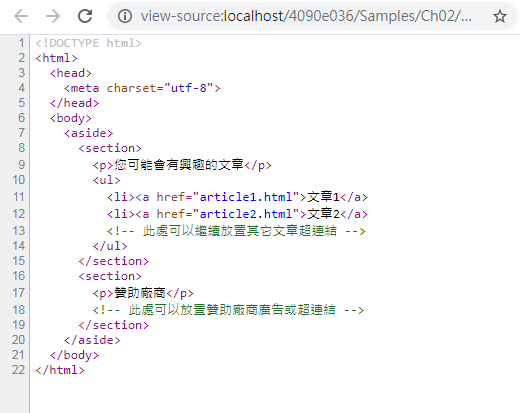 view-source:localhost/4090e036/Samples/Ch02/...
1 <!DOCTYPE html>
2 <html>
3 <head>
4 <meta charset="utf-8">
5 </head>
6 <body>
7 <aside>
8 <section>
9 <p>您可能會有興趣的文章</p>
10 <ul>
11 <li><a href="article1.html">文章1</a>
12 <li><a href="article2.html">文章2</a>
13 <!-- 此處可以繼續放置其它文章超連結 -->
14 </ul>
15 </section>
16 <section>
17 <p>贊助廠商</p>
18 <!-- 此處可以放置贊助廠商廣告或超連結 -->
19 </section>
20 </aside>
21 </body>
22 </html>